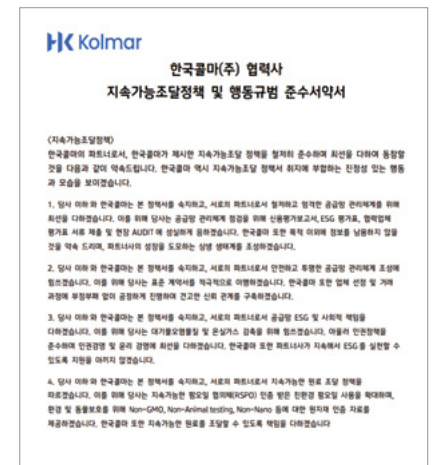 HK Kolmar
한국콜마(주) 협력사
지속가능조달정책 및 행동규범 준수서약서
<지속가능조달정책>
한국콜마의 파트너로서, 한국콜마가 제시한 지속가능조달 정책을 철저히 준수하며 최선을 다하여 동참할
것을 다음과 같이 약속드립니다. 한국콜마 역시 지속가능조달 정책서 취지에 부합하는 진정성 있는 행동
과 모습을 보이겠습니다.
1. 당사 이하 와 한국콜마는 본 정책서를 숙지하고, 서로의 파트너로서 철저하고 엄격한 공급망 관리체계를 위해
최선을 다하겠습니다. 이를 위해 당사는 공급망 관리체계 점검을 위해 신용평가보고서, ESG 평가표, 협력업체
평가표 서류 제출 및 현장 AUDIT 에 성실하게 응하겠습니다. 한국콜마 또한 목적 이외에 정보를 남용하지 않을
것을 약속 드리며, 파트너사의 성장을 도모하는 상생 생태계를 조성하겠습니다.
2. 당사 이하 와 한국콜마는 본 정책서를 숙지하고, 서로의 파트너로서 안전하고 투명한 공급망 관리체계 조성에
힘쓰겠습니다. 이를 위해 당사는 표준 계약서를 적극적으로 이행하겠습니다. 한국콜마 또한 업체 선정 및 거래
과정에 부정부패 없이 공정하게 진행하며 견고한 신뢰 관계를 구축하겠습니다.
3. 당사 이하 와 한국콜마는 본 정책서를 숙지하고, 서로의 파트너로서 공급망 ESG 및 사회적 책임을
다하겠습니다. 이를 위해 당사는 대기물오염물질 및 온실가스 감축을 위해 힘쓰겠습니다. 아울러 인권정책을
준수하며 인권경영 및 윤리 경영에 최선을 다하겠습니다. 한국콜마 또한 파트너사가 지속해서 ESG를 실천할 수
있도록 지원을 아끼지 않겠습니다.
4. 당사 이하 와 한국콜마는 본 정책서를 숙지하고, 서로의 파트너로서 지속가능한 원료 조달 정책을
따르겠습니다. 이를 위해 당사는 지속가능한 팜오일 협의체(RSPO) 인증 받은 친환경 팜오일 사용을 확대하며,
환경 및 동물보호를 위해 Non-GMO, Non-Animal testing, Non-Nano 등에 대한 원자재 인증 자료를
제공하겠습니다. 한국콜마 또한 지속가능한 원료를 조달할 수 있도록 책임을 다하겠습니다